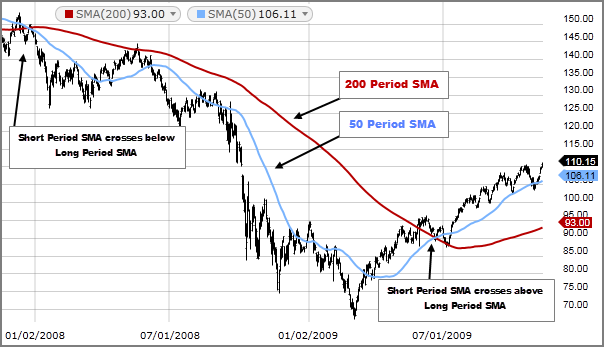 SMA(200) 93.00 SMA(50) 106.11
150.00
145.00
140.00
135.00
130.00
125.00
120.00
115.00
110.15
106.11
105.00
100.00
95.00
93.00
90.00
85.00
80.00
75.00
70.00
200 Period SMA
50 Period SMA
Short Period SMA crosses below
Long Period SMA
Short Period SMA crosses above
Long Period SMA
01/02/2008 07/01/2008 01/02/2009 07/01/2009